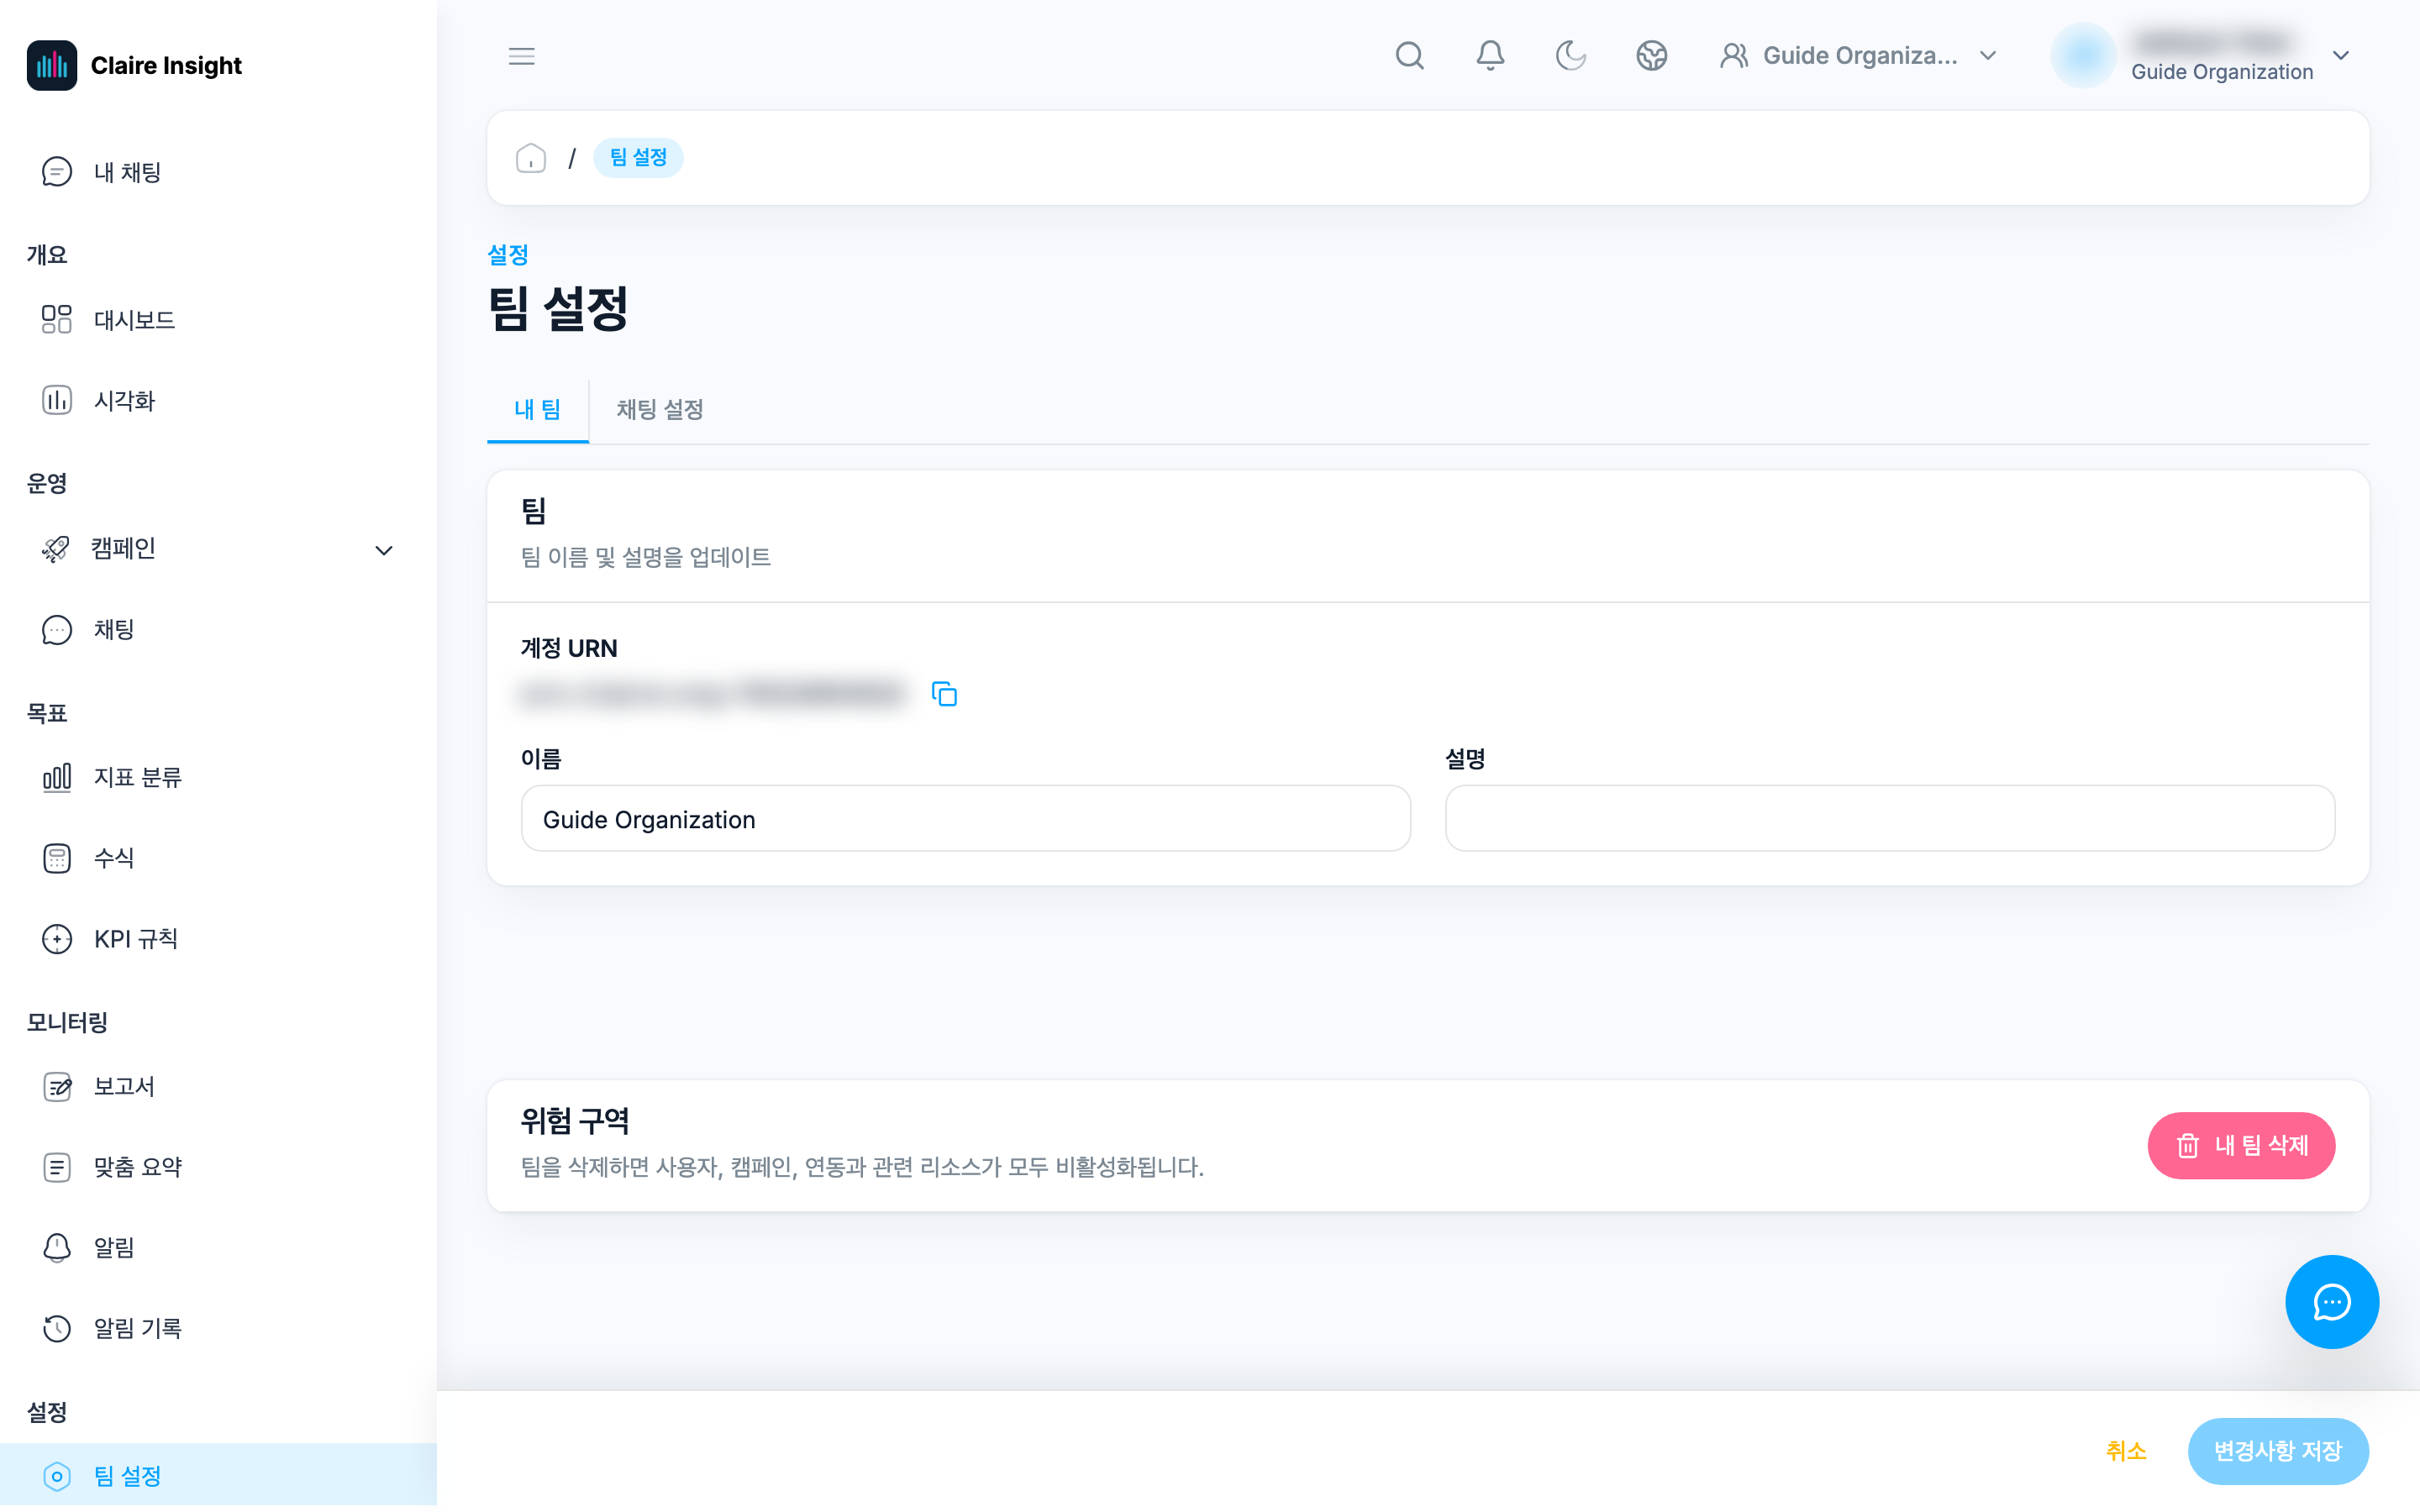 Claire Insight
내 채팅
개요
대시보드
시각화
운영
캠페인
채팅
목표
지표 분류
수식
KPI 규칙
모니터링
보고서
맞춤 요약
알림
알림 기록
설정
팀 설정
Guide Organiza...
Guide Organization
/
팀 설정
설정
팀 설정
내 팀
채팅 설정
팀
팀 이름 및 설명을 업데이트
계정 URN
이름
설명
Guide Organization
위험 구역
팀을 삭제하면 사용자, 캠페인, 연동과 관련 리소스가 모두 비활성화됩니다.
내 팀 삭제
취소
변경사항 저장